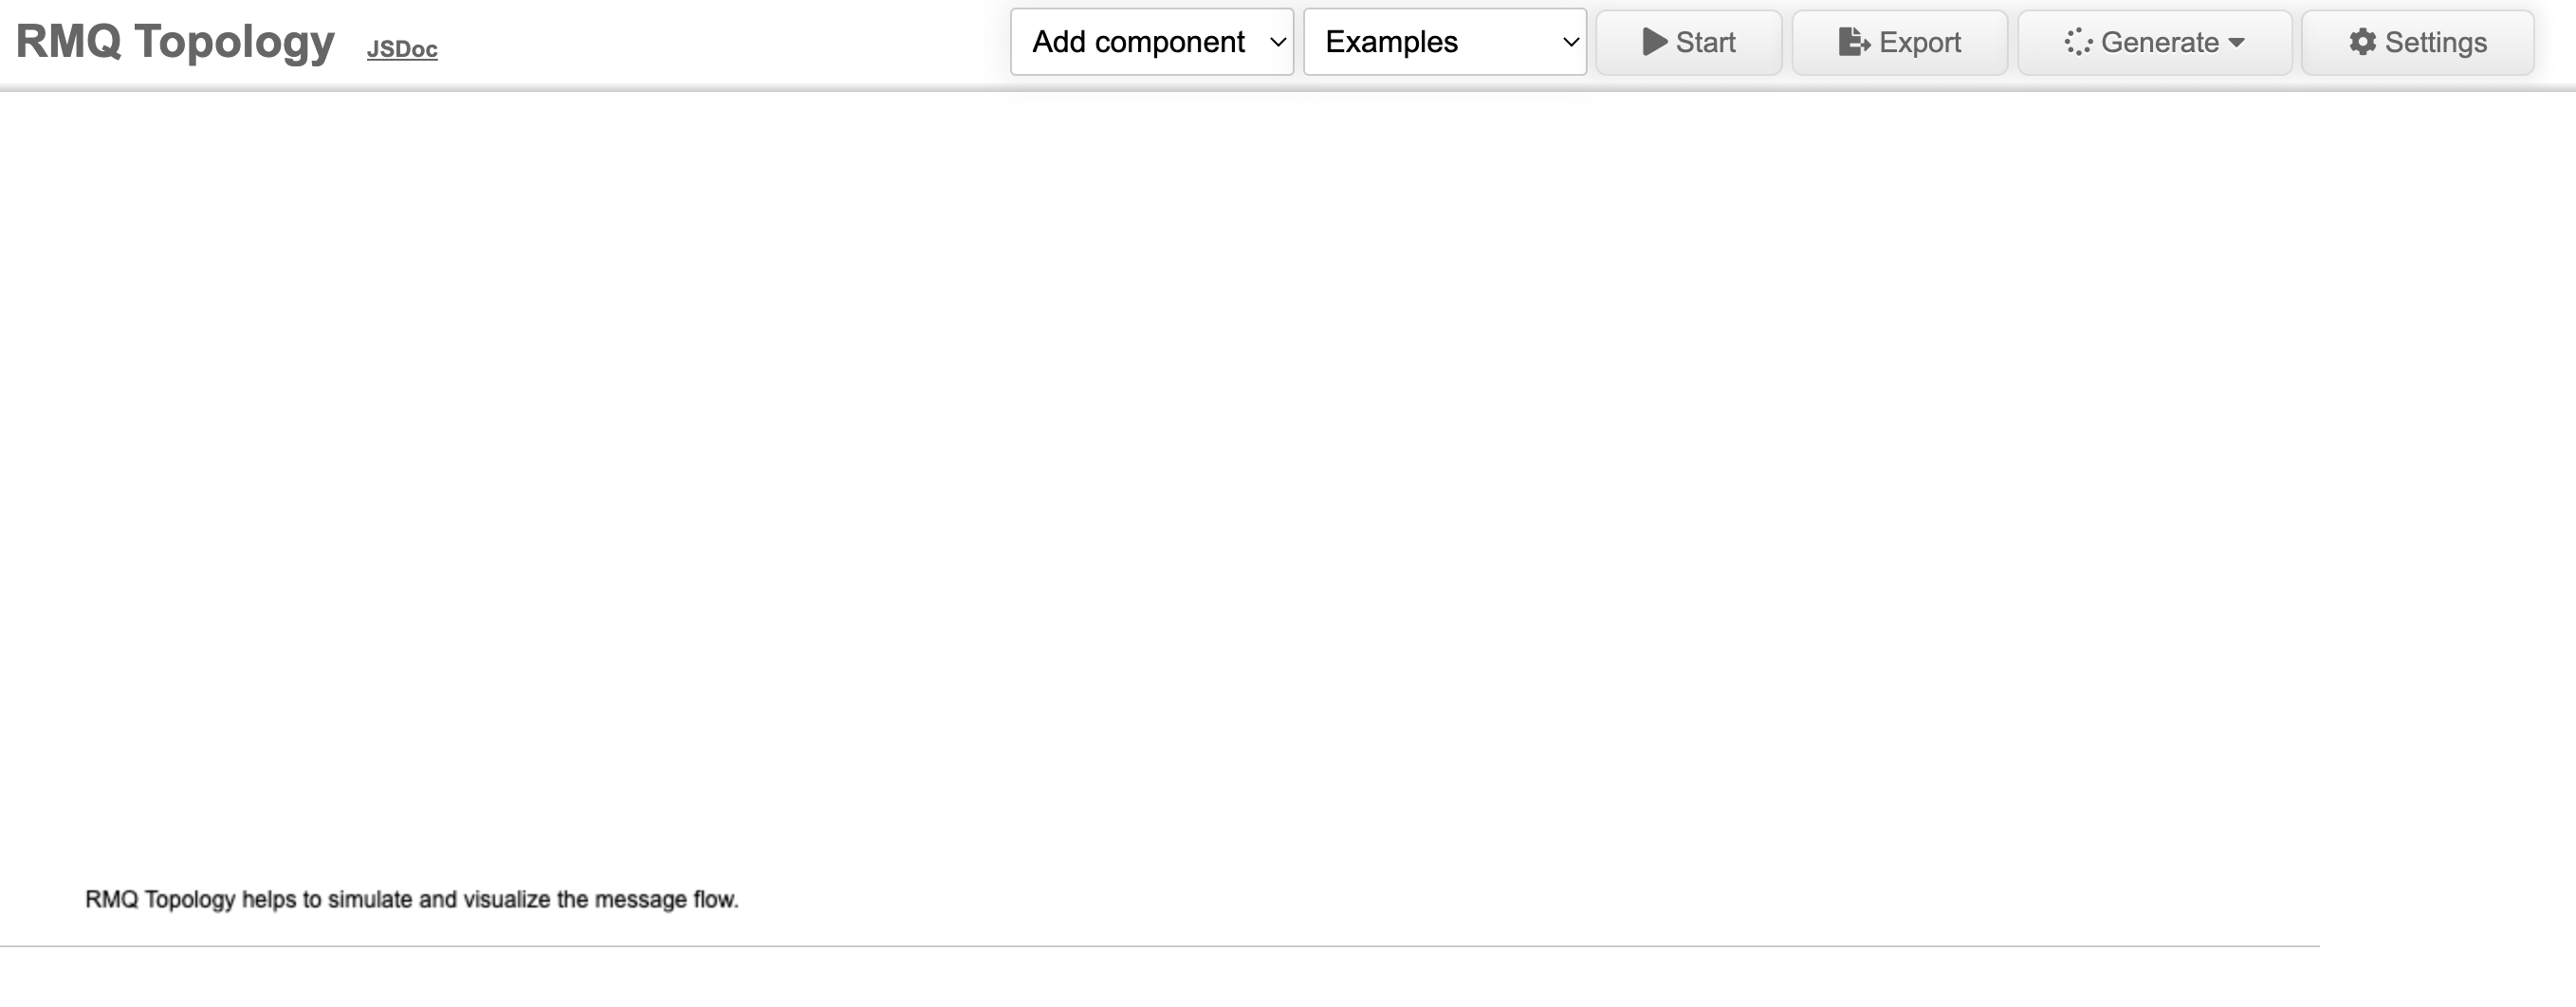 RMQ Topology JSDoc Add component Examples Start Export Generate Settings
RMQ Topology helps to simulate and visualize the message flow.